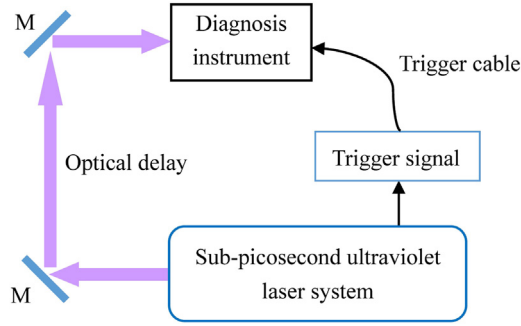 M
Diagnosis
instrument
Trigger cable
Optical delay
Trigger signal
M
Sub-picosecond ultraviolet
laser system